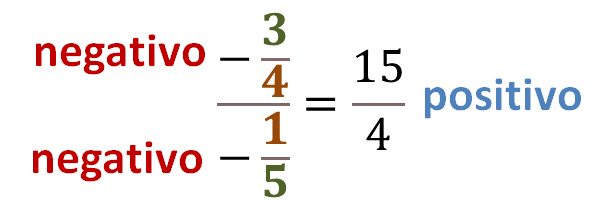 negativo − 3/4
negativo − 1/5
= 15/4 positivo